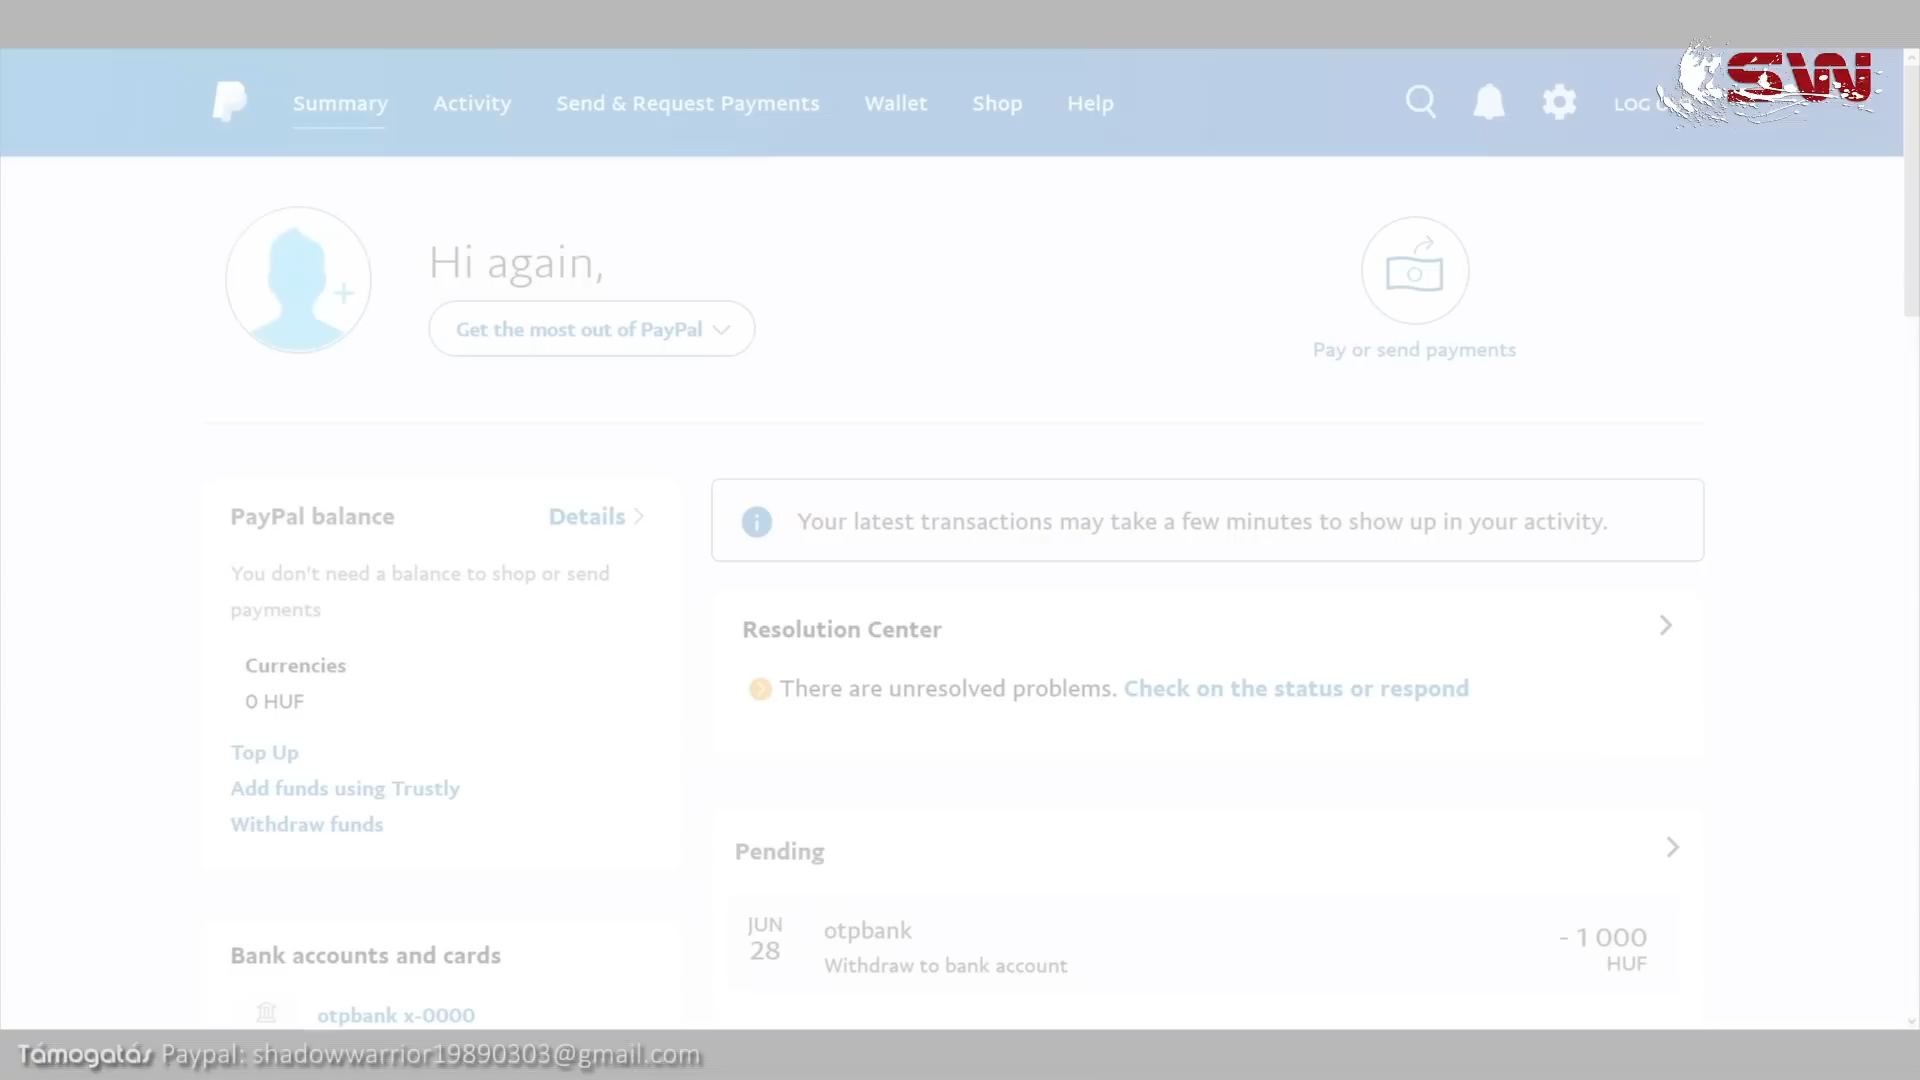 SW
Summary Activity Send & Request Payments Wallet Shop Help LOG
Hi again,
Get the most out of PayPal
Pay or send payments
PayPal balance Details
You don't need a balance to shop or send
payments
Currencies
0 HUF
Top Up
Add funds using Trustly
Withdraw funds
Your latest transactions may take a few minutes to show up in your activity.
Resolution Center
There are unresolved problems. Check on the status or respond
Pending
JUN
28
otpbank
Withdraw to bank account
- 1 000
HUF
Bank accounts and cards
otpbank x-0000
Támogatás Paypal: shadowwarrior19890303@gmail.com